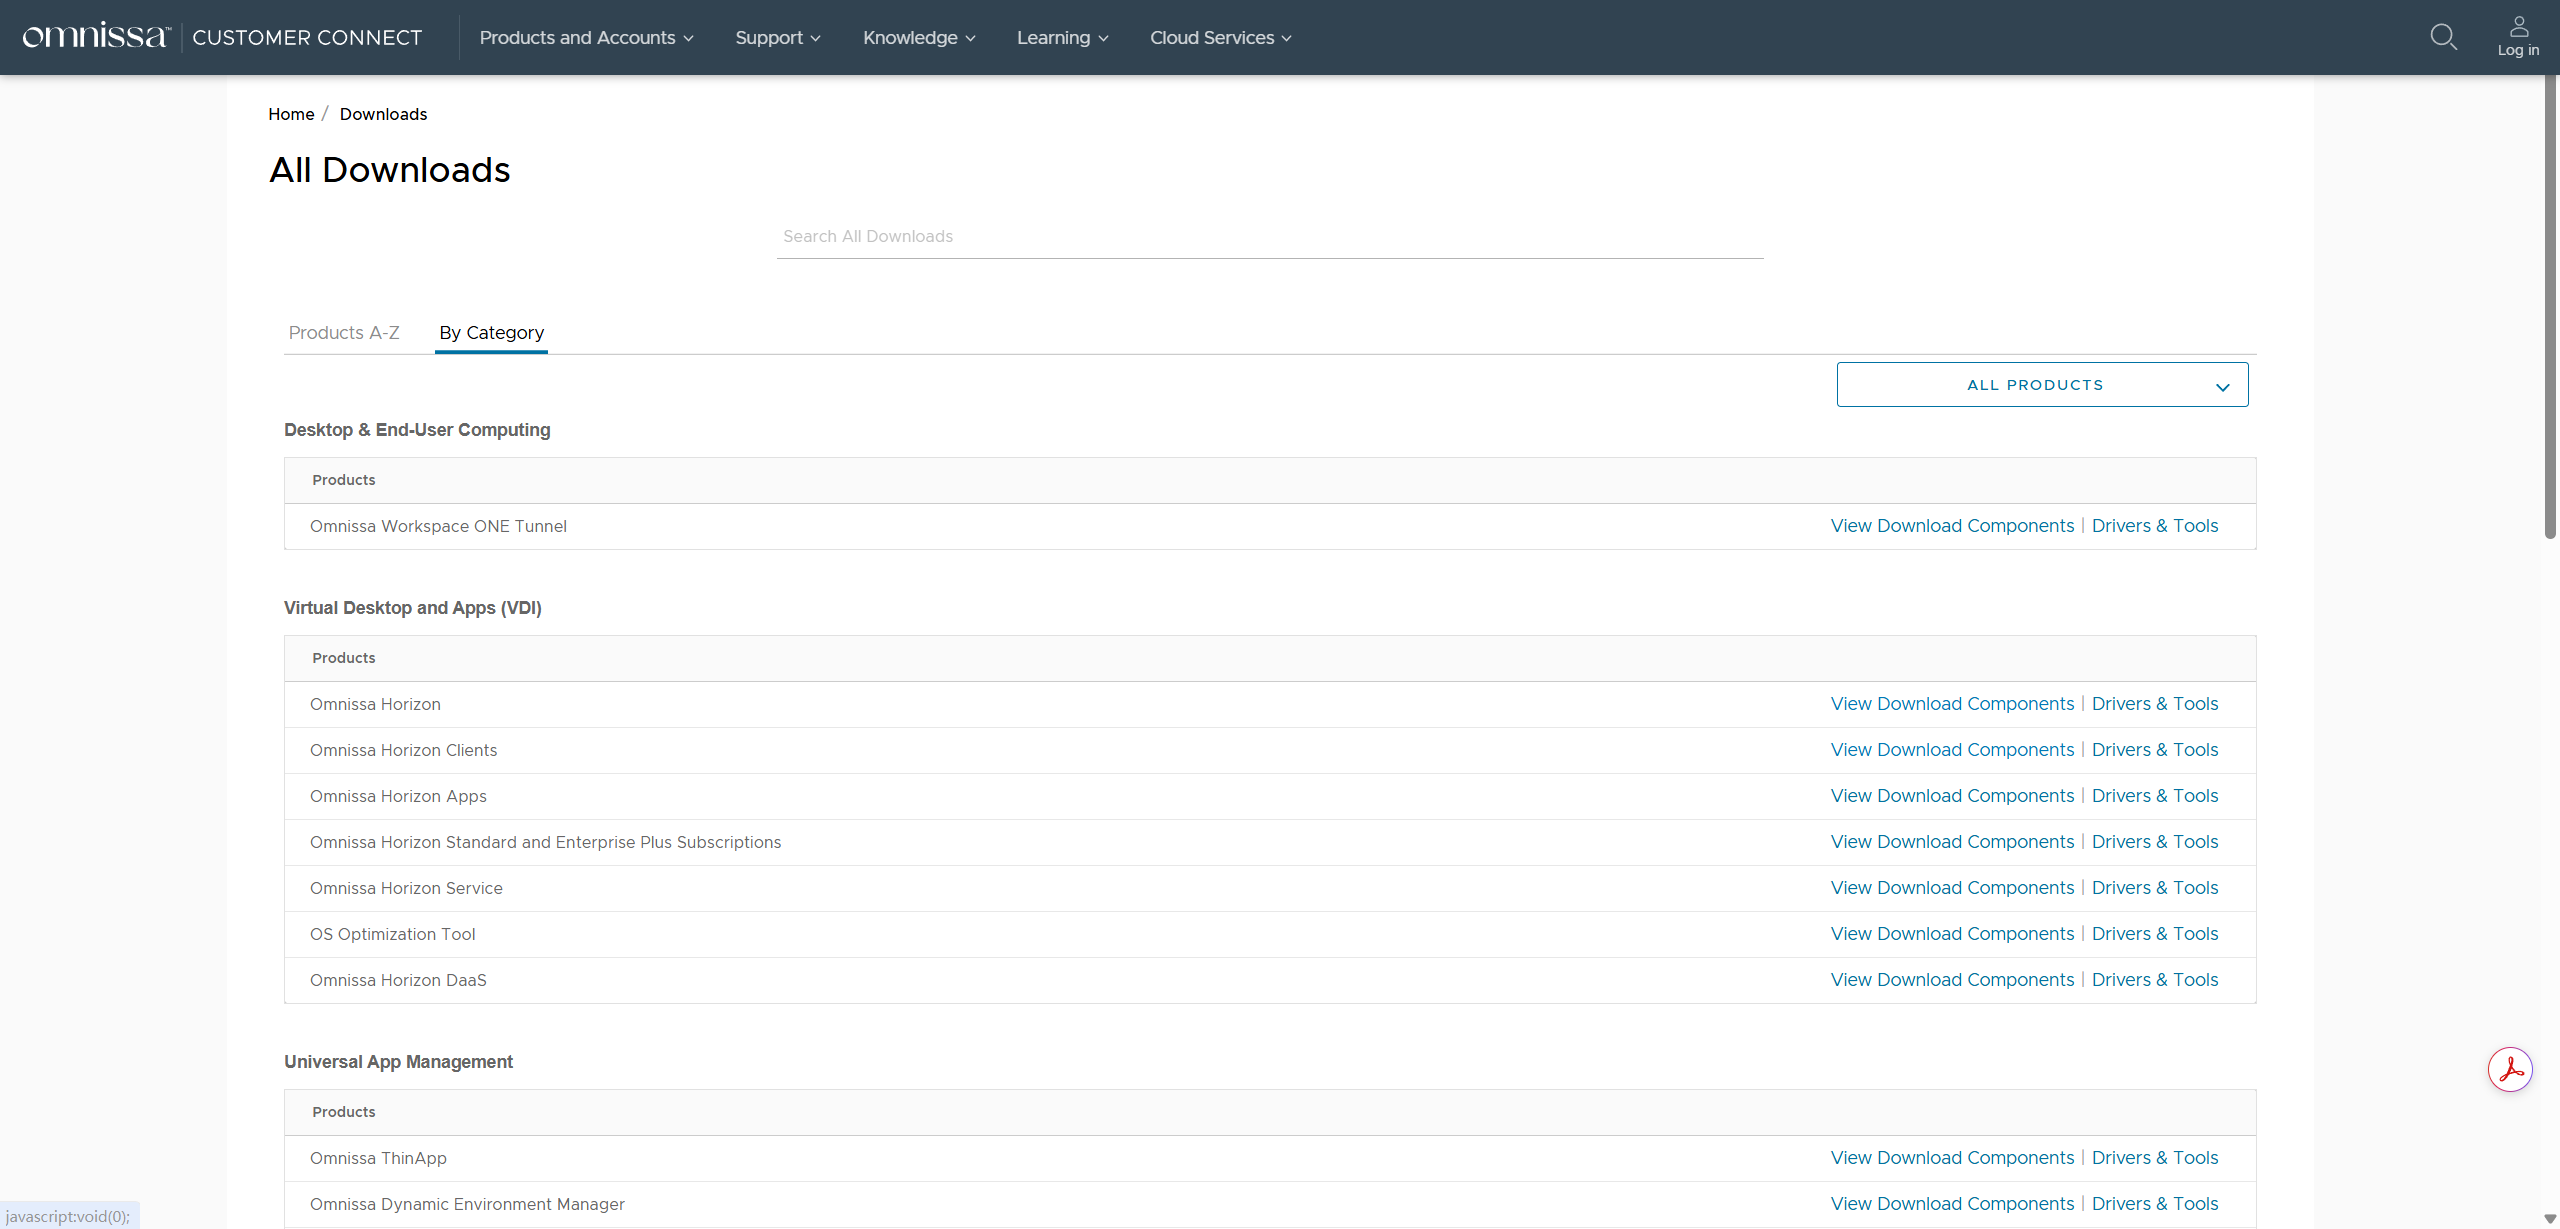 omnissa™ CUSTOMER CONNECT Products and Accounts Support Knowledge Learning Cloud Services Log in
Home / Downloads
All Downloads
Search All Downloads
Products A-Z By Category
ALL PRODUCTS
Desktop & End-User Computing
Products
Omnissa Workspace ONE Tunnel View Download Components | Drivers & Tools
Virtual Desktop and Apps (VDI)
Products
Omnissa Horizon View Download Components | Drivers & Tools
Omnissa Horizon Clients View Download Components | Drivers & Tools
Omnissa Horizon Apps View Download Components | Drivers & Tools
Omnissa Horizon Standard and Enterprise Plus Subscriptions View Download Components | Drivers & Tools
Omnissa Horizon Service View Download Components | Drivers & Tools
OS Optimization Tool View Download Components | Drivers & Tools
Omnissa Horizon DaaS View Download Components | Drivers & Tools
Universal App Management
Products
Omnissa ThinApp View Download Components | Drivers & Tools
Omnissa Dynamic Environment Manager View Download Components | Drivers & Tools
javascript:void(0);